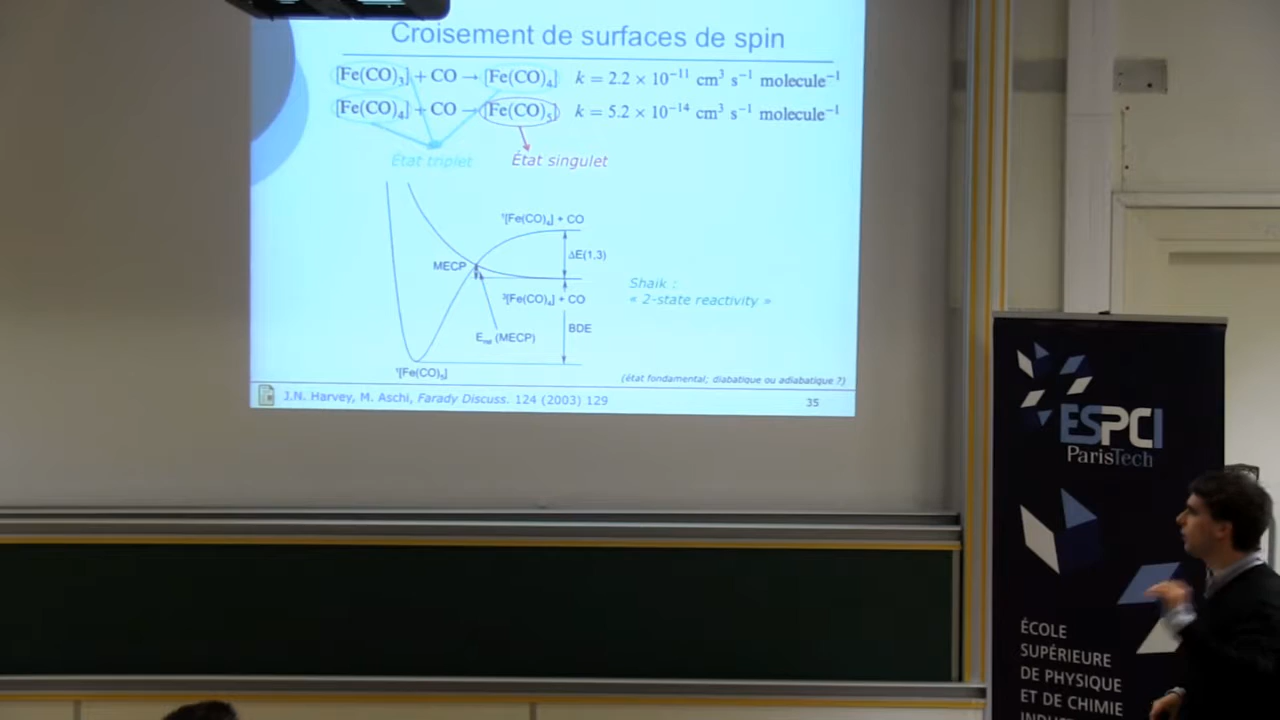 Croisement de surfaces de spin
[Fe(CO)₃] + CO → [Fe(CO)₄] k = 2.2 × 10⁻¹¹ cm³ s⁻¹ molecule⁻¹
[Fe(CO)₄] + CO → [Fe(CO)₅] k = 5.2 × 10⁻¹⁴ cm³ s⁻¹ molecule⁻¹
État triplet État singulet
¹[Fe(CO)₄] + CO
MECP
ΔE(1,3)
³[Fe(CO)₄] + CO
Shaik :
« 2-state reactivity »
BDE
Eᵣₑₗ (MECP)
¹[Fe(CO)₅]
(état fondamental; diabatique ou adiabatique ?)
J.N. Harvey, M. Aschi, Farady Discuss. 124 (2003) 129
35
ESPCI
ParisTech
ÉCOLE
SUPÉRIEURE
DE PHYSIQUE
ET DE CHIMIE